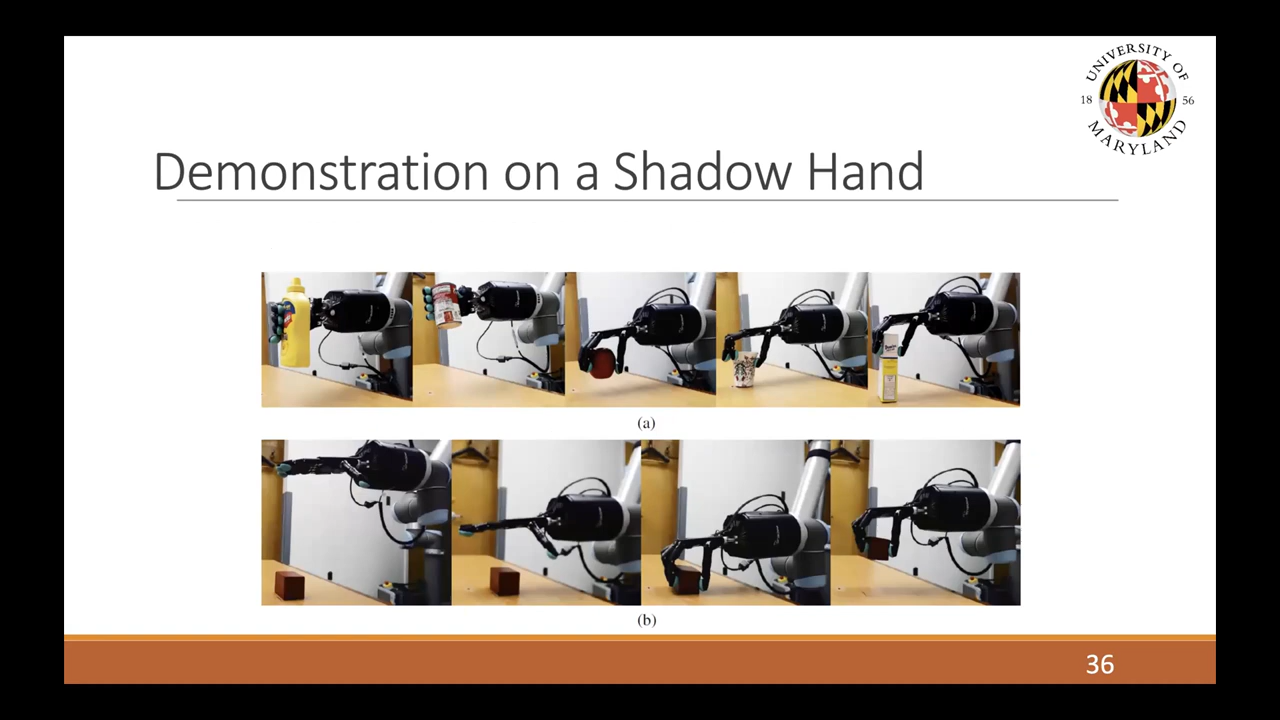 UNIVERSITY OF
18 56
MARYLAND
Demonstration on a Shadow Hand
(a)
(b)
36